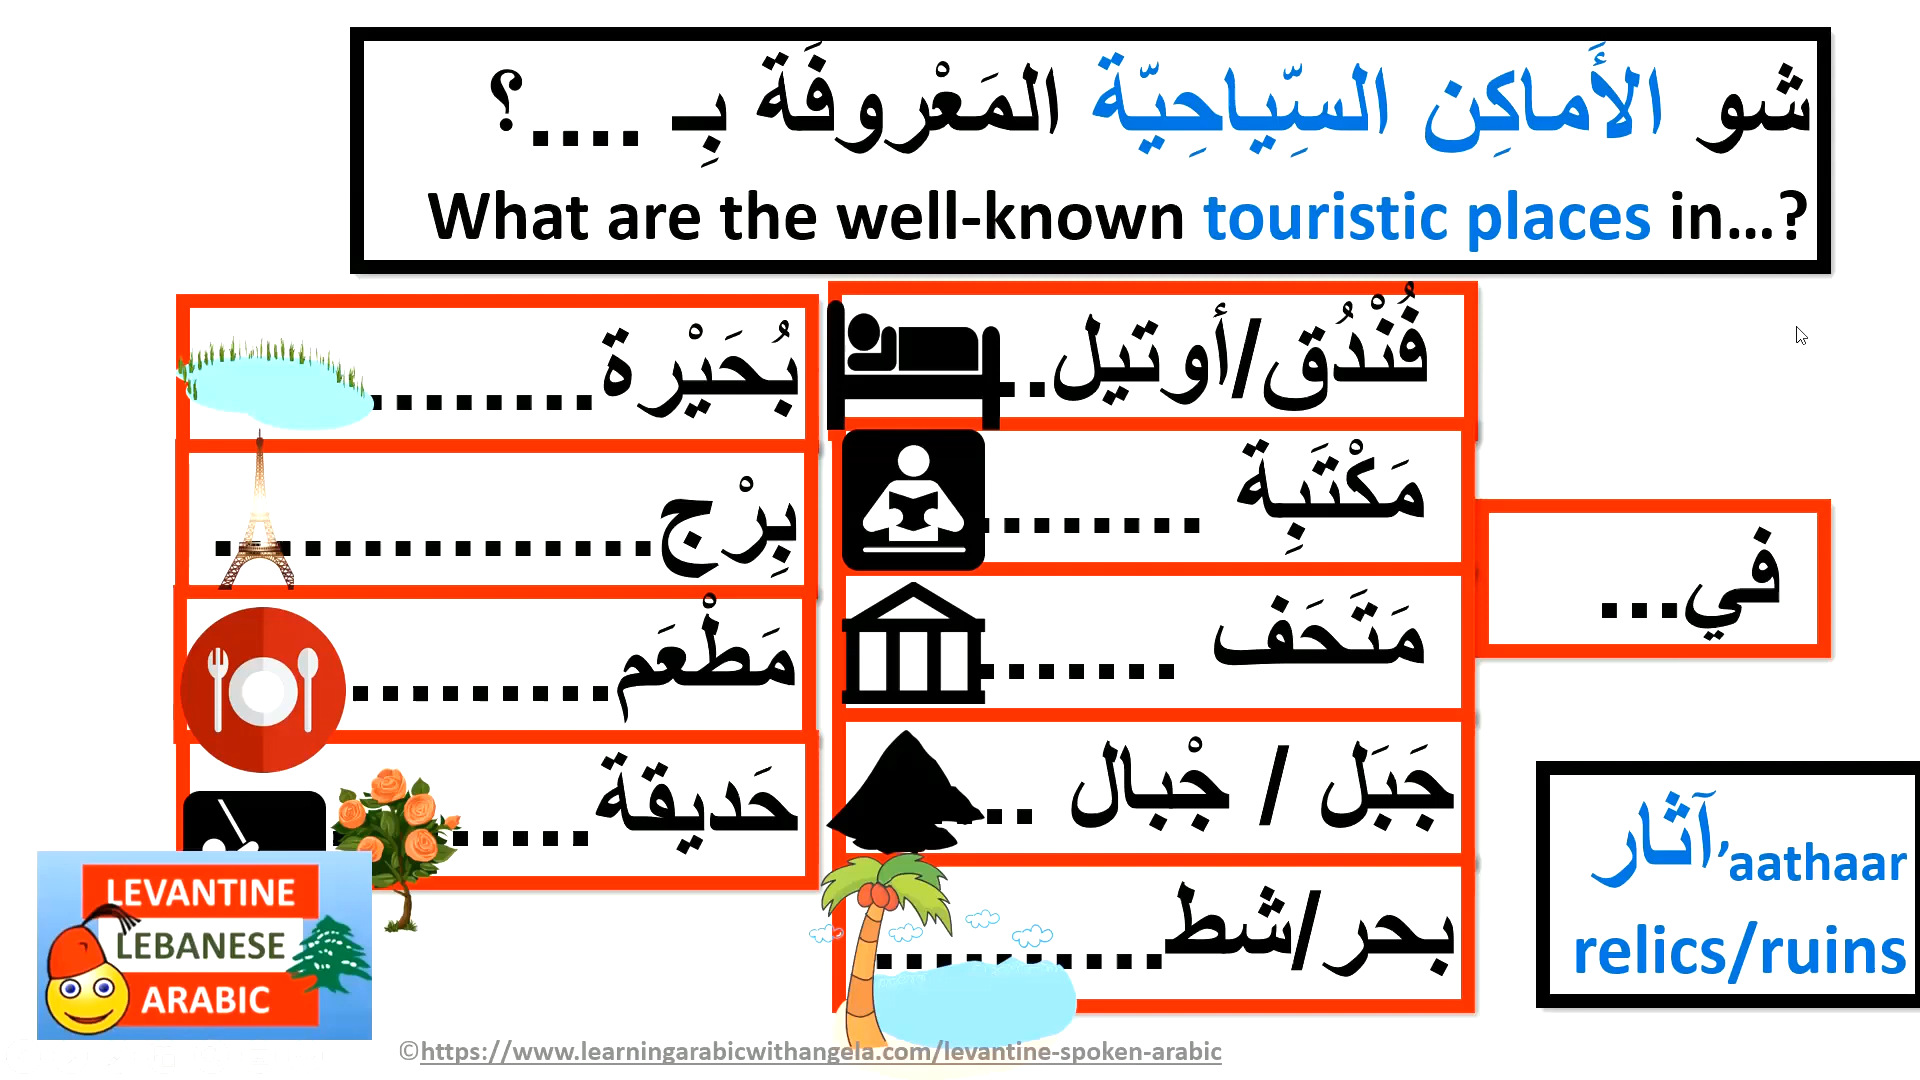 شو الأَماكِن السِّياحِيّة المَعْروفَة بِـ ....؟
What are the well-known touristic places in...?
في...
فُنْدُق/أوتيل..
مَكْتَبِة ........
مَتَحَف .......
جَبَل / جْبال ..
بحر/شط..........
بُحَيْرة........
بِرْج...............
مَطْعَم.........
حَديقة.....
آثار ’aathaar
relics/ruins
LEVANTINE
LEBANESE
ARABIC
©https://www.learningarabicwithangela.com/levantine-spoken-arabic